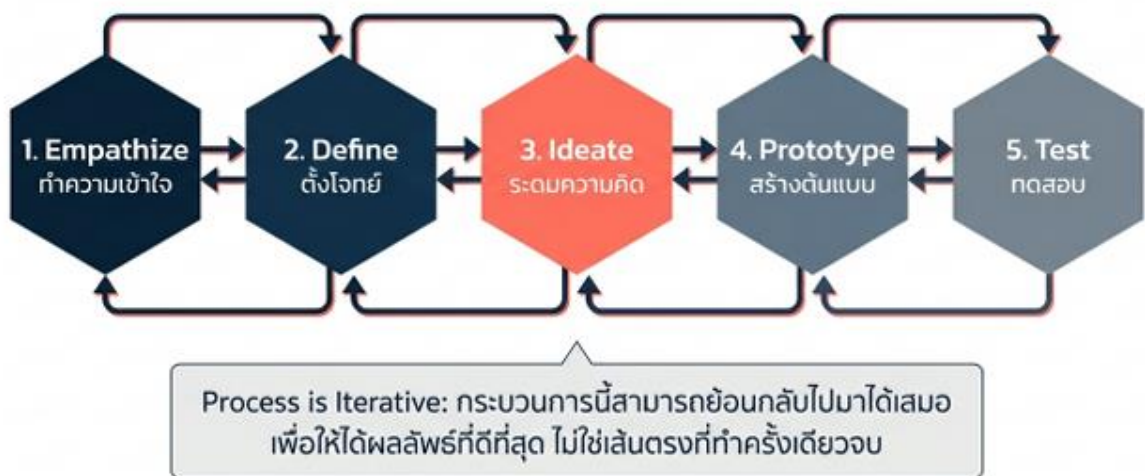 1. Empathize
ทำความเข้าใจ
2. Define
ตั้งโจทย์
3. Ideate
ระดมความคิด
4. Prototype
สร้างต้นแบบ
5. Test
ทดสอบ
Process is Iterative: กระบวนการนี้สามารถย้อนกลับไปมาได้เสมอ
เพื่อให้ได้ผลลัพธ์ที่ดีที่สุด ไม่ใช่เส้นตรงที่ทำครั้งเดียวจบ